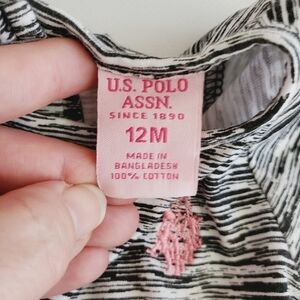 U.S. POLO
ASSN.
SINCE 1890
12M
MADE IN
BANGLADESH
100% COTTON